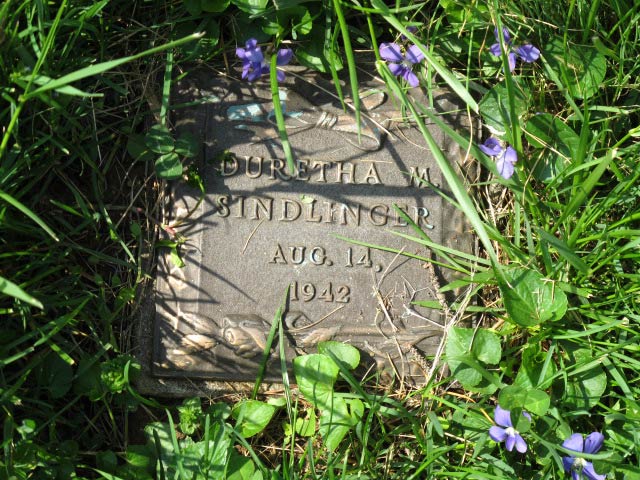 DURETHA M.
SINDLINGER
AUG. 14,
1942